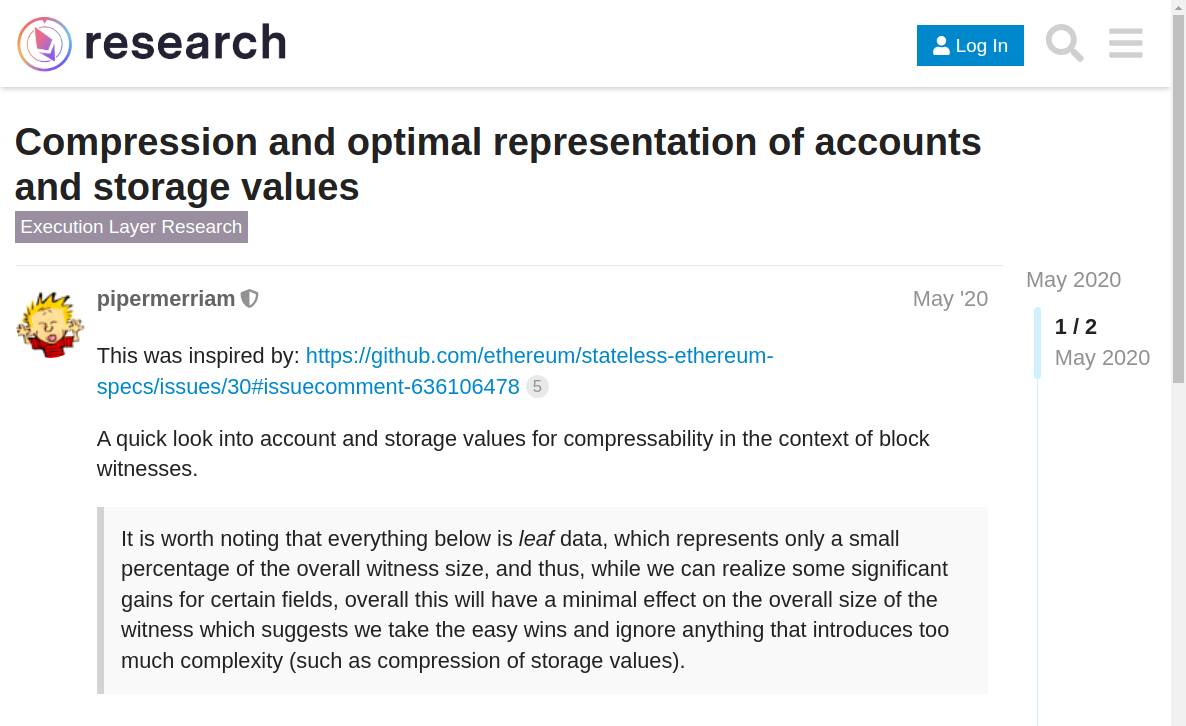 research
Log In
Compression and optimal representation of accounts
and storage values
Execution Layer Research
pipermerriam
May '20
This was inspired by: https://github.com/ethereum/stateless-ethereum-
specs/issues/30#issuecomment-636106478 5
A quick look into account and storage values for compressability in the context of block
witnesses.
It is worth noting that everything below is leaf data, which represents only a small
percentage of the overall witness size, and thus, while we can realize some significant
gains for certain fields, overall this will have a minimal effect on the overall size of the
witness which suggests we take the easy wins and ignore anything that introduces too
much complexity (such as compression of storage values).
May 2020
1 / 2
May 2020